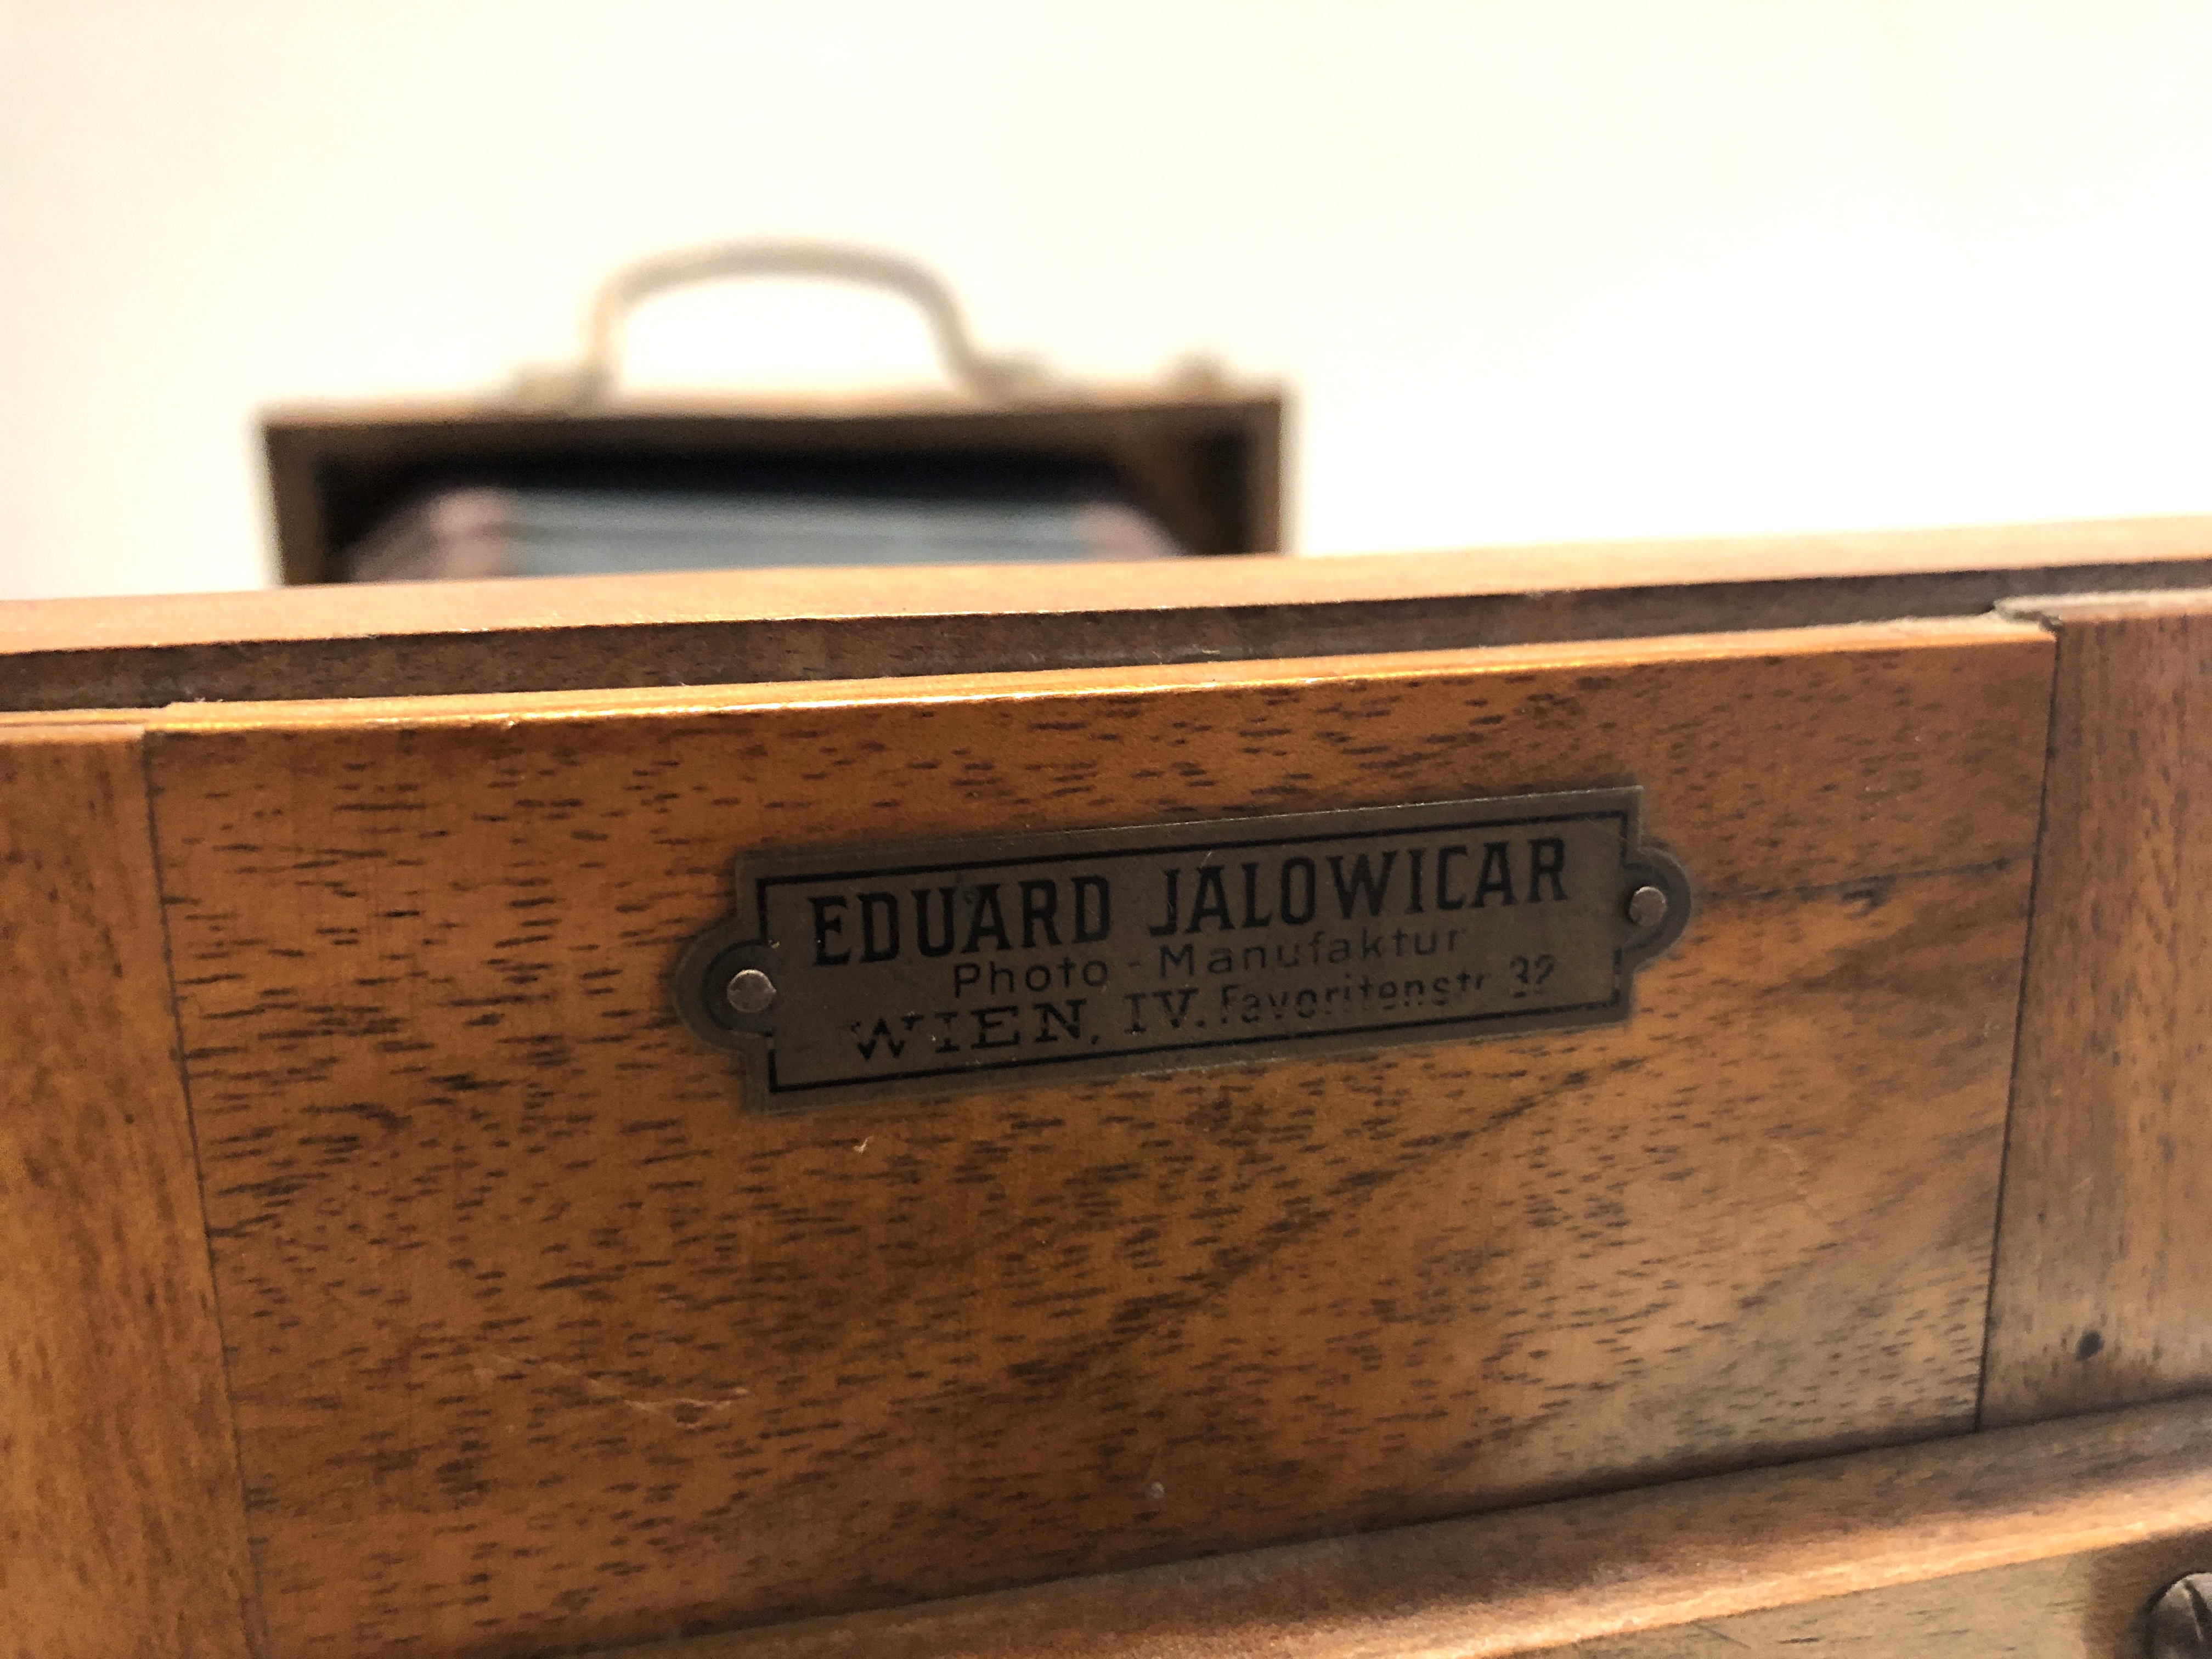 EDUARD JALOWICAR
Photo-Manufaktur
WIEN, IV. Favoritenstr. 32